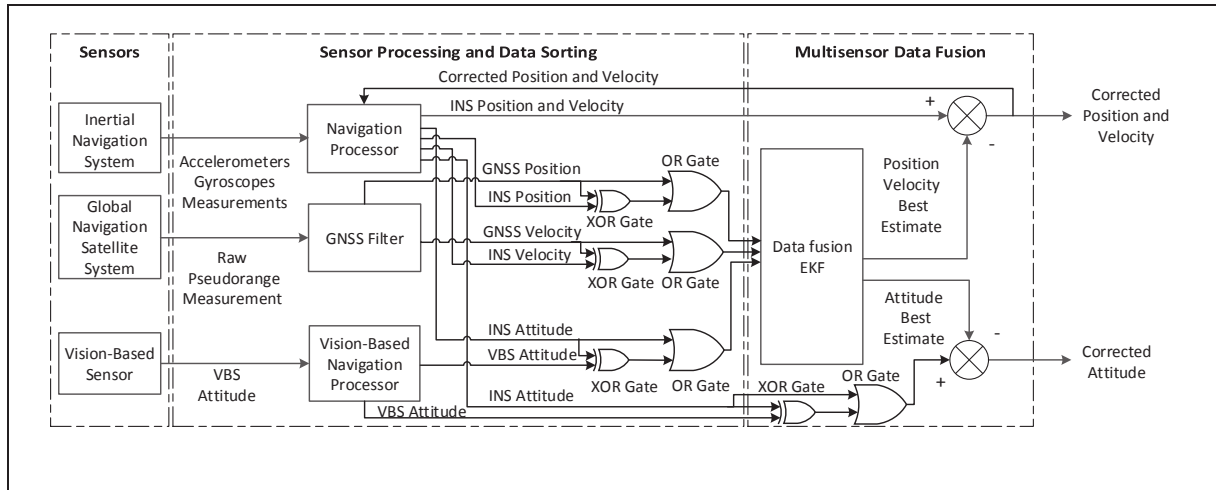 Sensors
Sensor Processing and Data Sorting
Multisensor Data Fusion
Corrected Position and Velocity
INS Position and Velocity
+
-
Corrected
Position and
Velocity
Inertial
Navigation
System
Navigation
Processor
Accelerometers
Gyroscopes
Measurements
GNSS Position
OR Gate
INS Position
XOR Gate
Position
Velocity
Best
Estimate
Global
Navigation
Satellite
System
GNSS Filter
GNSS Velocity
INS Velocity
XOR Gate
OR Gate
Data fusion
EKF
Raw
Pseudorange
Measurement
Attitude
Best
Estimate
-
+
Corrected
Attitude
INS Attitude
VBS Attitude
XOR Gate
OR Gate
Vision-Based
Sensor
Vision-Based
Navigation
Processor
VBS
Attitude
INS Attitude
VBS Attitude
XOR Gate
OR Gate